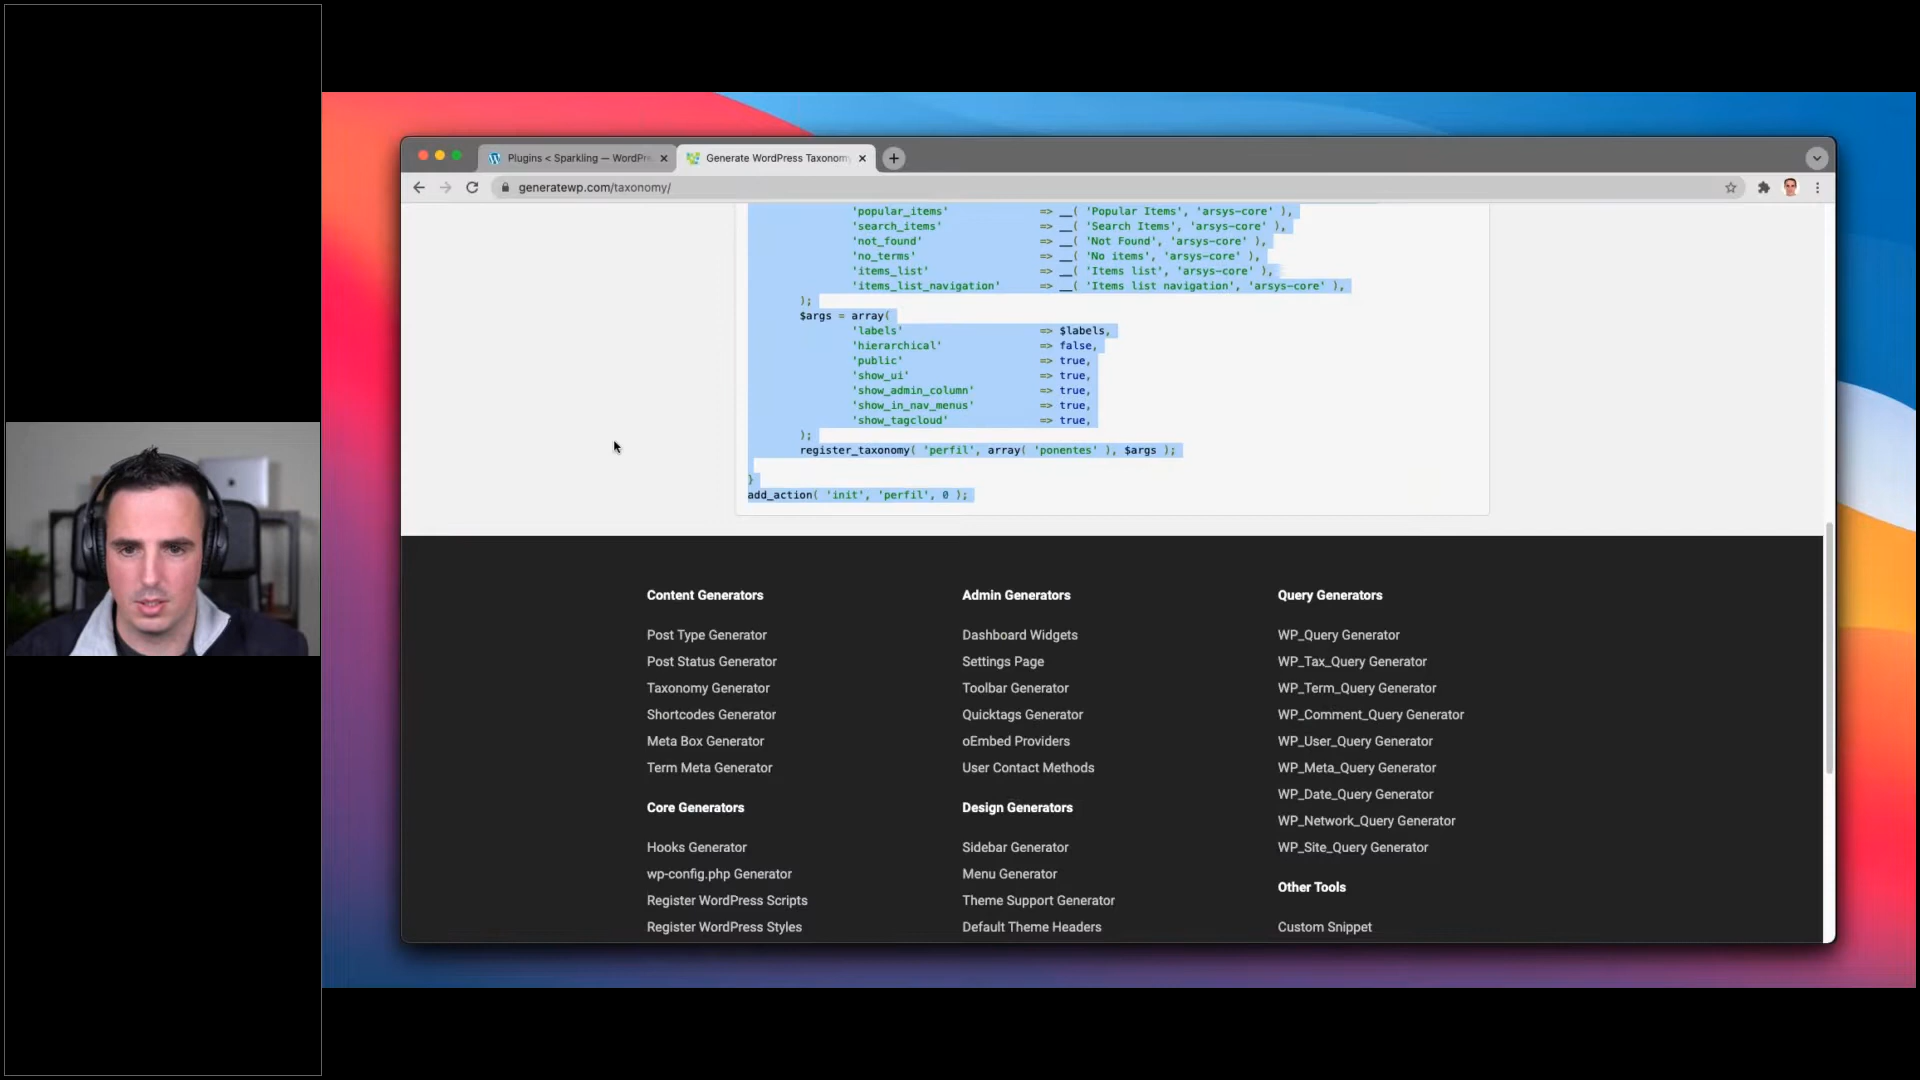 Plugins < Sparkling — WordPr
Generate WordPress Taxonom
generatewp.com/taxonomy/
'popular_items' => __( 'Popular Items', 'arsys-core' ),
'search_items' => __( 'Search Items', 'arsys-core' ),
'not_found' => __( 'Not Found', 'arsys-core' ),
'no_terms' => __( 'No items', 'arsys-core' ),
'items_list' => __( 'Items list', 'arsys-core' ),
'items_list_navigation' => __( 'Items list navigation', 'arsys-core' ),
);
$args = array(
'labels' => $labels,
'hierarchical' => false,
'public' => true,
'show_ui' => true,
'show_admin_column' => true,
'show_in_nav_menus' => true,
'show_tagcloud' => true,
);
register_taxonomy( 'perfil', array( 'ponentes' ), $args );
}
add_action( 'init', 'perfil', 0 );
Content Generators
Post Type Generator
Post Status Generator
Taxonomy Generator
Shortcodes Generator
Meta Box Generator
Term Meta Generator
Core Generators
Hooks Generator
wp-config.php Generator
Register WordPress Scripts
Register WordPress Styles
Admin Generators
Dashboard Widgets
Settings Page
Toolbar Generator
Quicktags Generator
oEmbed Providers
User Contact Methods
Design Generators
Sidebar Generator
Menu Generator
Theme Support Generator
Default Theme Headers
Query Generators
WP_Query Generator
WP_Tax_Query Generator
WP_Term_Query Generator
WP_Comment_Query Generator
WP_User_Query Generator
WP_Meta_Query Generator
WP_Date_Query Generator
WP_Network_Query Generator
WP_Site_Query Generator
Other Tools
Custom Snippet